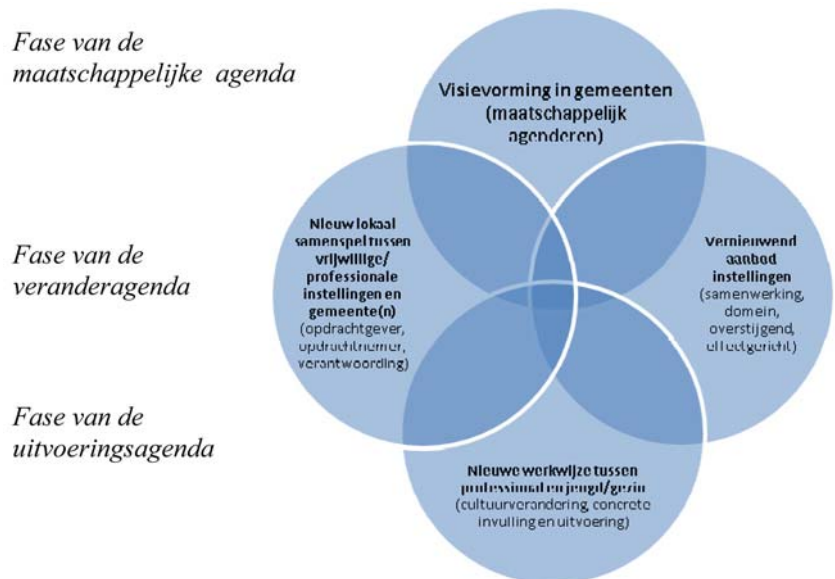 Fase van de
maatschappelijke agenda
Visievorming in gemeenten
(maatschappelijk
agenderen)
Fase van de
veranderagenda
Nieuw lokaal
samenspel tussen
vrijwillige/
professionale
instellingen en
gemeente(n)
(opdrachtgever,
opdrachtnemer,
verantwoording)
Vernieuwend
aanbod
instellingen
(samenwerking,
domein,
overstijgend,
effectgericht)
Fase van de
uitvoeringsagenda
Nieuwe werkwijze tussen
professional en jeugd/gezin
(cultuurverandering, concrete
invulling en uitvoering)